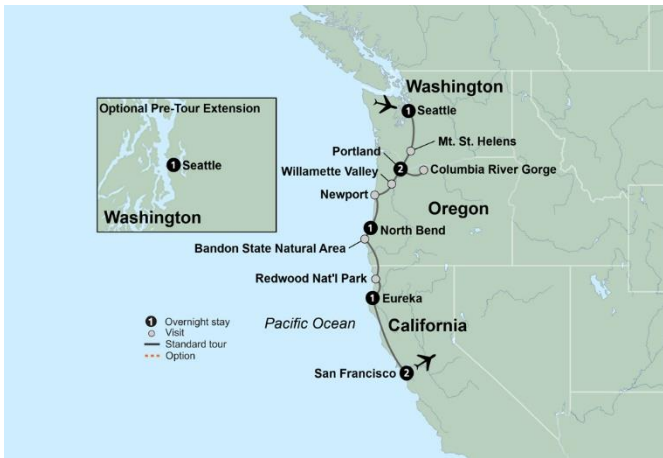 Optional Pre-Tour Extension
1 Seattle
Washington
Washington
1 Seattle
Mt. St. Helens
Portland
2
Willamette Valley
Columbia River Gorge
Newport
Oregon
1 North Bend
Bandon State Natural Area
Redwood Nat'l Park
1 Eureka
Pacific Ocean
California
San Francisco 2
1 Overnight stay
Visit
Standard tour
Option